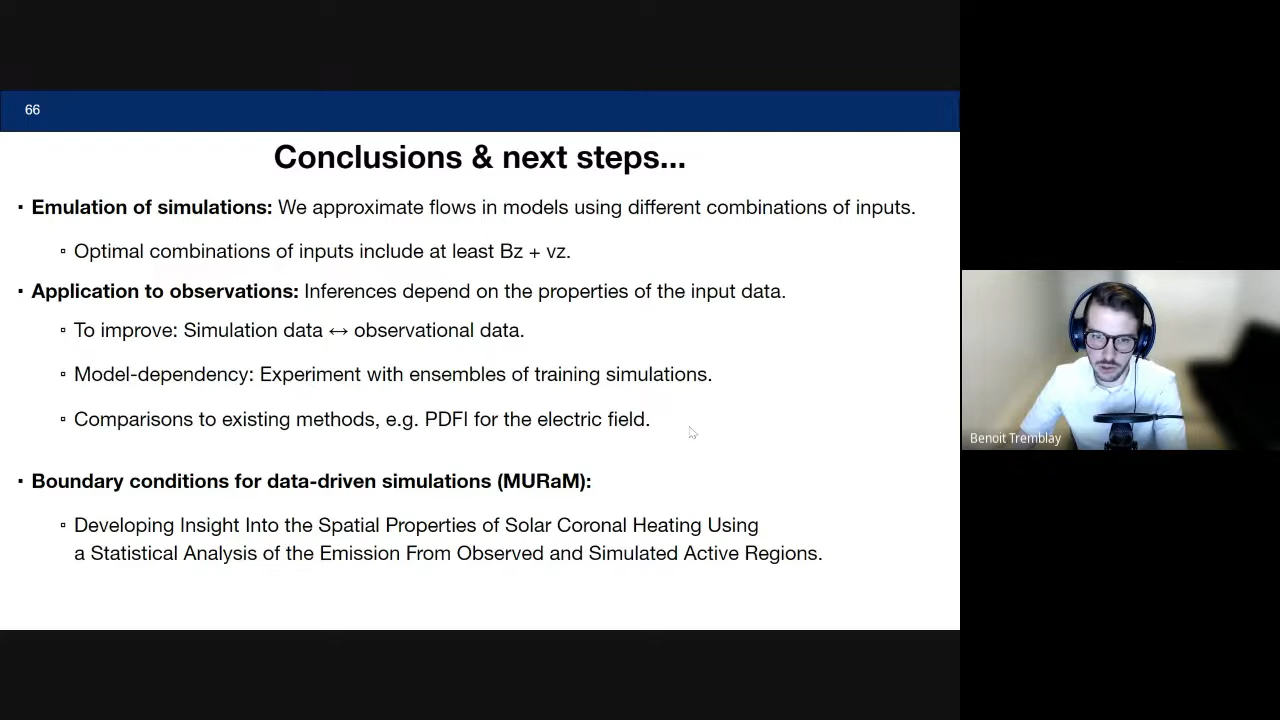 66
Conclusions & next steps...
▪ Emulation of simulations: We approximate flows in models using different combinations of inputs.
▫ Optimal combinations of inputs include at least Bz + vz.
▪ Application to observations: Inferences depend on the properties of the input data.
▫ To improve: Simulation data ↔ observational data.
▫ Model-dependency: Experiment with ensembles of training simulations.
▫ Comparisons to existing methods, e.g. PDFI for the electric field.
▪ Boundary conditions for data-driven simulations (MURaM):
▫ Developing Insight Into the Spatial Properties of Solar Coronal Heating Using
a Statistical Analysis of the Emission From Observed and Simulated Active Regions.
Benoit Tremblay